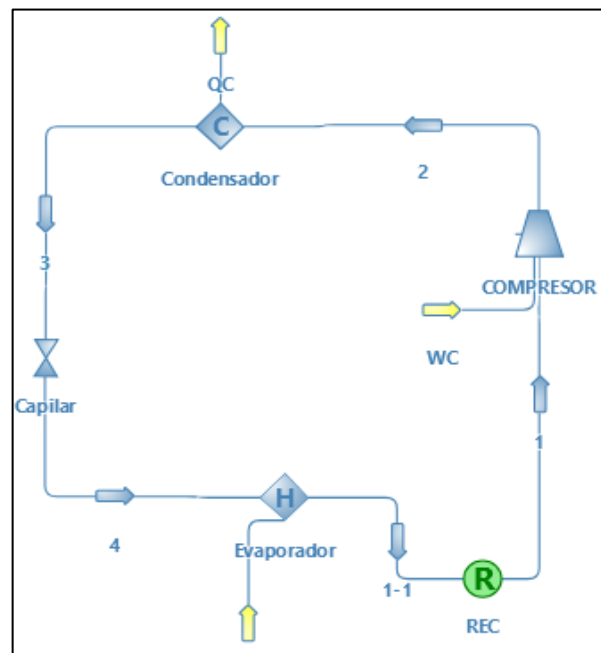 QC
C
Condensador
2
3
COMPRESOR
WC
Capilar
1
H
Evaporador
4
1-1
R
REC